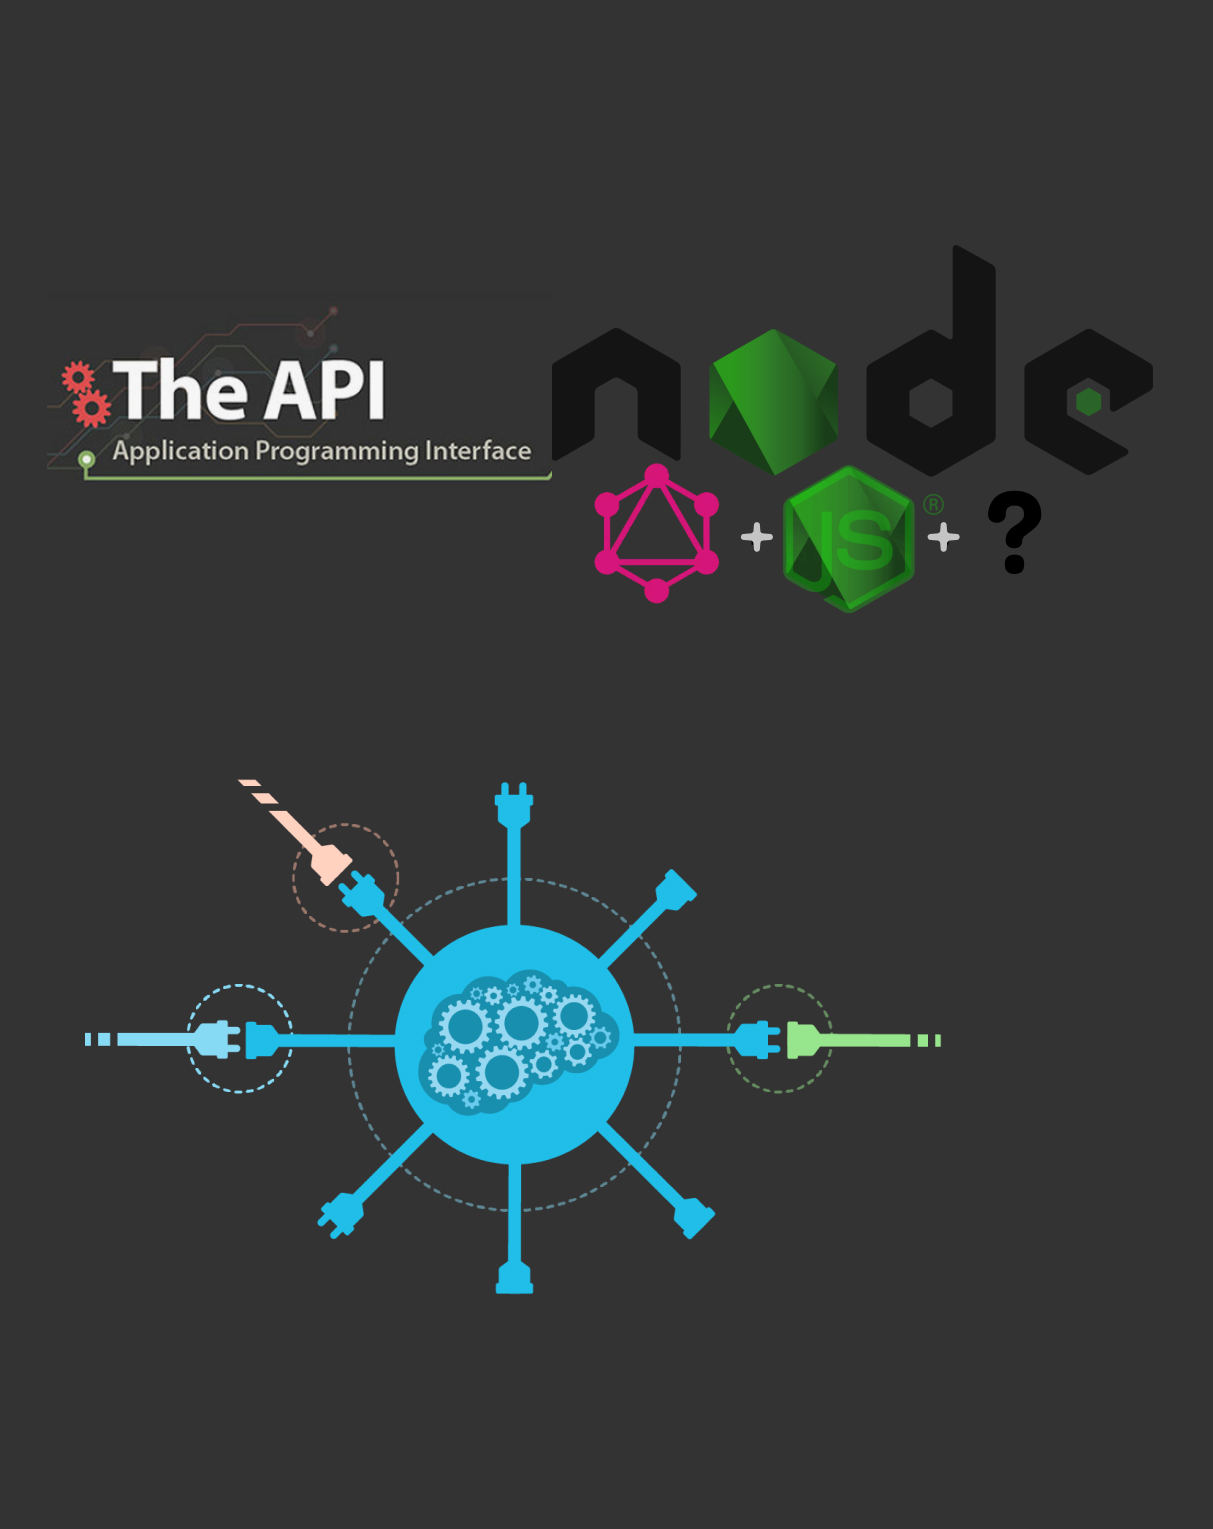 The API
Application Programming Interface
node
JS ®
+ + ?